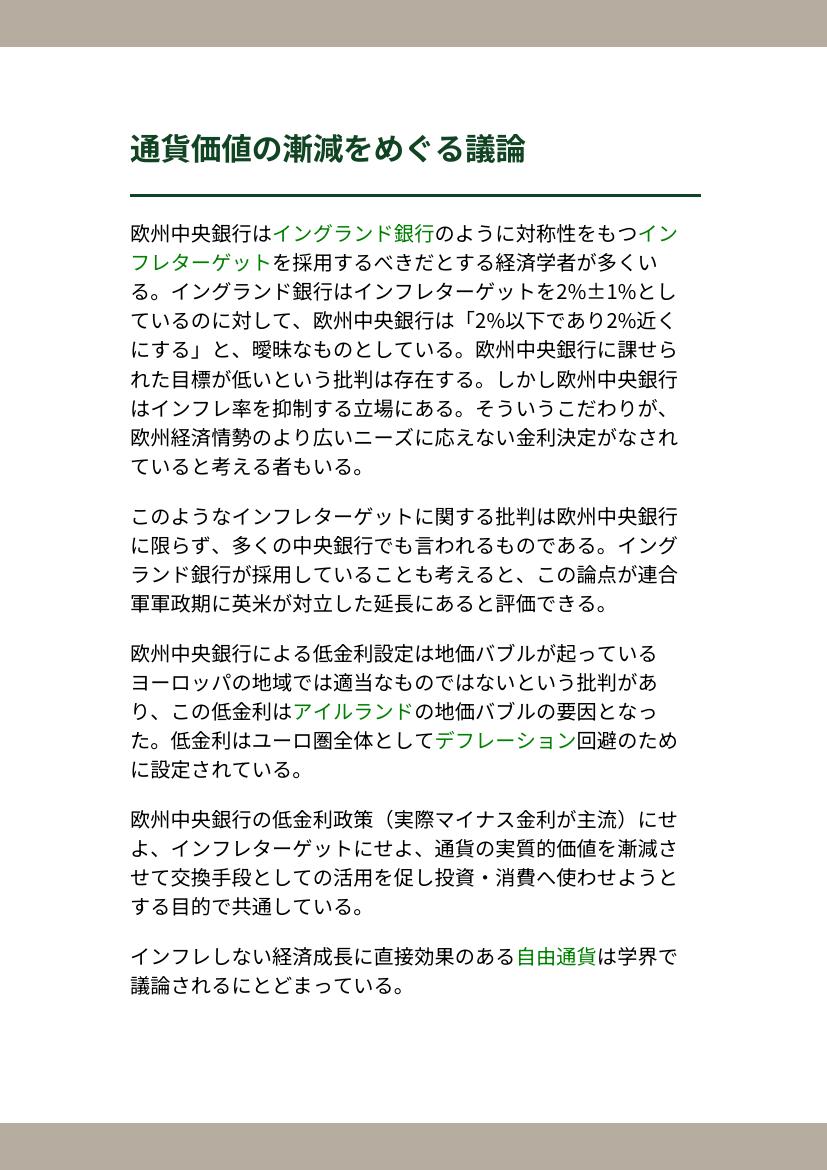 通貨価値の漸減をめぐる議論
欧州中央銀行はイングランド銀行のように対称性をもつイン
フレターゲットを採用するべきだとする経済学者が多くい
る。イングランド銀行はインフレターゲットを2%±1%とし
ているのに対して、欧州中央銀行は「2%以下であり2%近く
にする」と、曖昧なものとしている。欧州中央銀行に課せら
れた目標が低いという批判は存在する。しかし欧州中央銀行
はインフレ率を抑制する立場にある。そういうこだわりが、
欧州経済情勢のより広いニーズに応えない金利決定がなされ
ていると考える者もいる。
このようなインフレターゲットに関する批判は欧州中央銀行
に限らず、多くの中央銀行でも言われるものである。イング
ランド銀行が採用していることも考えると、この論点が連合
軍軍政期に英米が対立した延長にあると評価できる。
欧州中央銀行による低金利設定は地価バブルが起っている
ヨーロッパの地域では適当なものではないという批判があ
り、この低金利はアイルランドの地価バブルの要因となっ
た。低金利はユーロ圏全体としてデフレーション回避のため
に設定されている。
欧州中央銀行の低金利政策（実際マイナス金利が主流）にせ
よ、インフレターゲットにせよ、通貨の実質的価値を漸減さ
せて交換手段としての活用を促し投資・消費へ使わせようと
する目的で共通している。
インフレしない経済成長に直接効果のある自由通貨は学界で
議論されるにとどまっている。